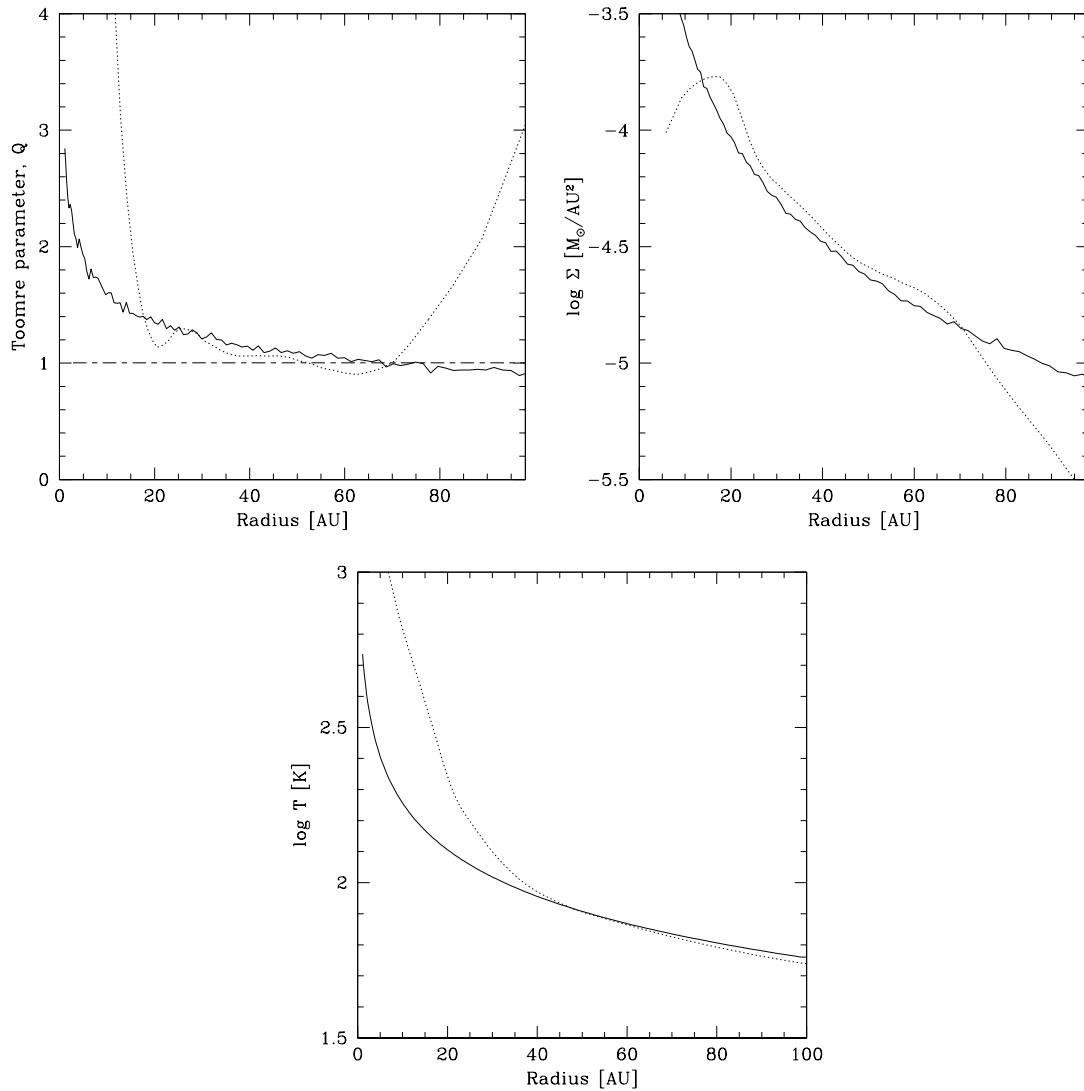 4
3
2
1
0
Toomre parameter, Q
0 20 40 60 80
Radius [AU]
-3.5
-4
-4.5
-5
-5.5
log Σ [M☉/AU²]
0 20 40 60 80
Radius [AU]
3
2.5
2
1.5
log T [K]
0 20 40 60 80 100
Radius [AU]